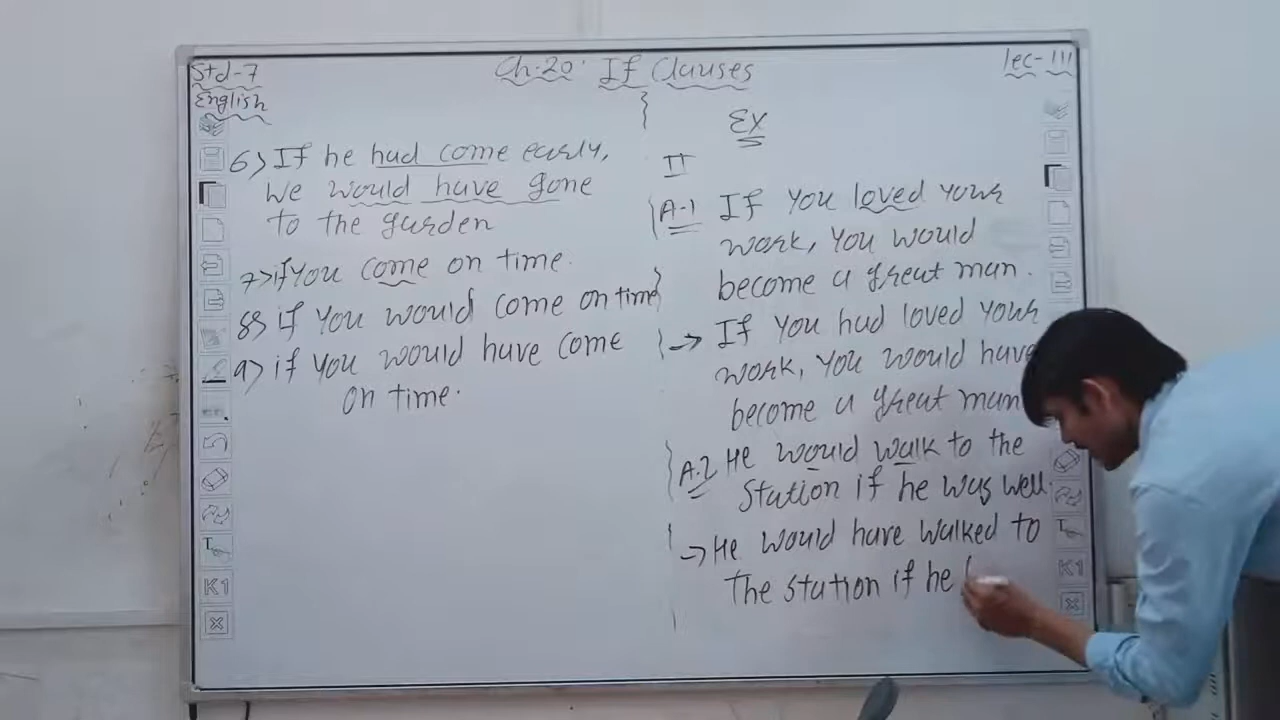 Std-7
English
Ch-20: If Clauses
lec-111
6> If he had come early,
we would have gone
to the garden
7> if you come on time.
8> if you would come on time
9> if you would have come
on time.
Ex
II
A-1 If you loved your
work, you would
become a great man.
→ If you had loved your
work, you would have
become a great man
A-2 He would walk to the
station if he was well.
→ He would have walked to
the station if he
T
K1
T
K1